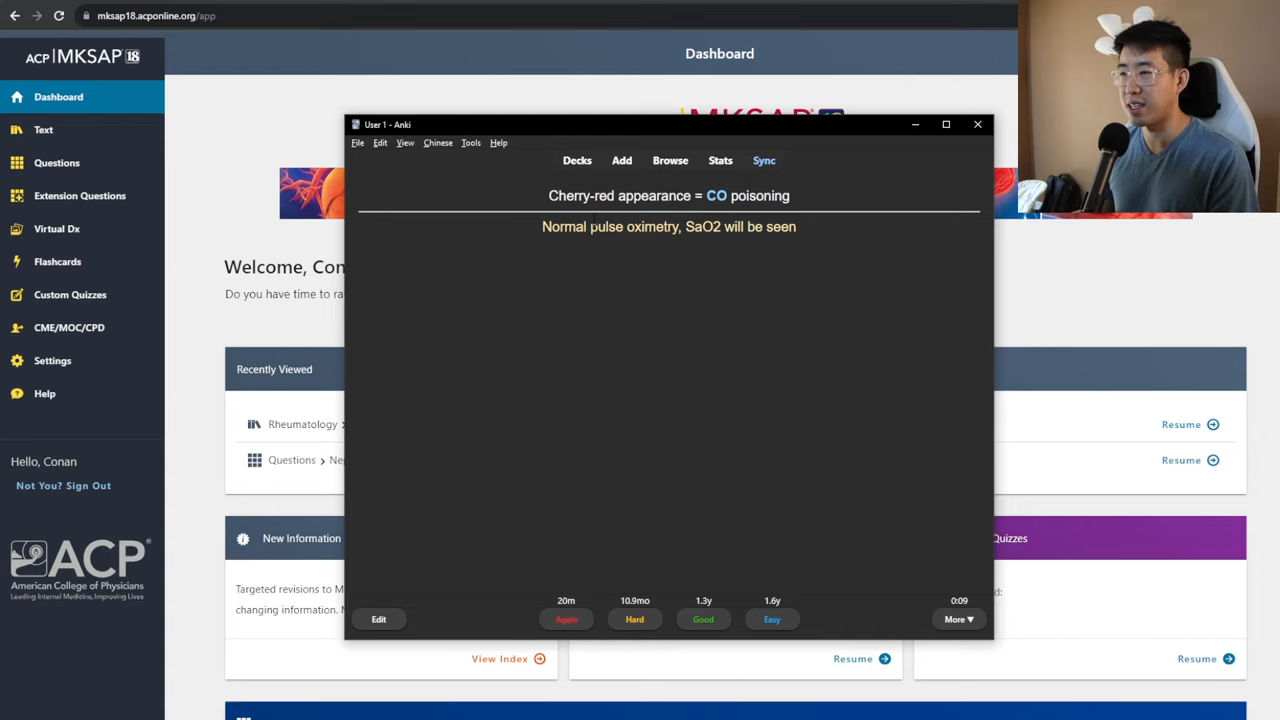 mksap18.acponline.org/app
ACP MKSAP 18
Dashboard
Dashboard
Text
Questions
Extension Questions
Virtual Dx
Flashcards
Custom Quizzes
CME/MOC/CPD
Settings
Help
Hello, Conan
Not You? Sign Out
ACP®
American College of Physicians
Leading Internal Medicine, Improving Lives
Welcome, Con
Do you have time to ra
Recently Viewed
Rheumatology
Resume
Questions > Ne
Resume
New Information
Quizzes
Targeted revisions to M
changing information.
View Index
Resume
Resume
User 1 - Anki
File Edit View Chinese Tools Help
Decks Add Browse Stats Sync
Cherry-red appearance = CO poisoning
Normal pulse oximetry, SaO2 will be seen
20m 10.9mo 1.3y 1.6y 0:09
Edit Again Hard Good Easy More ▼